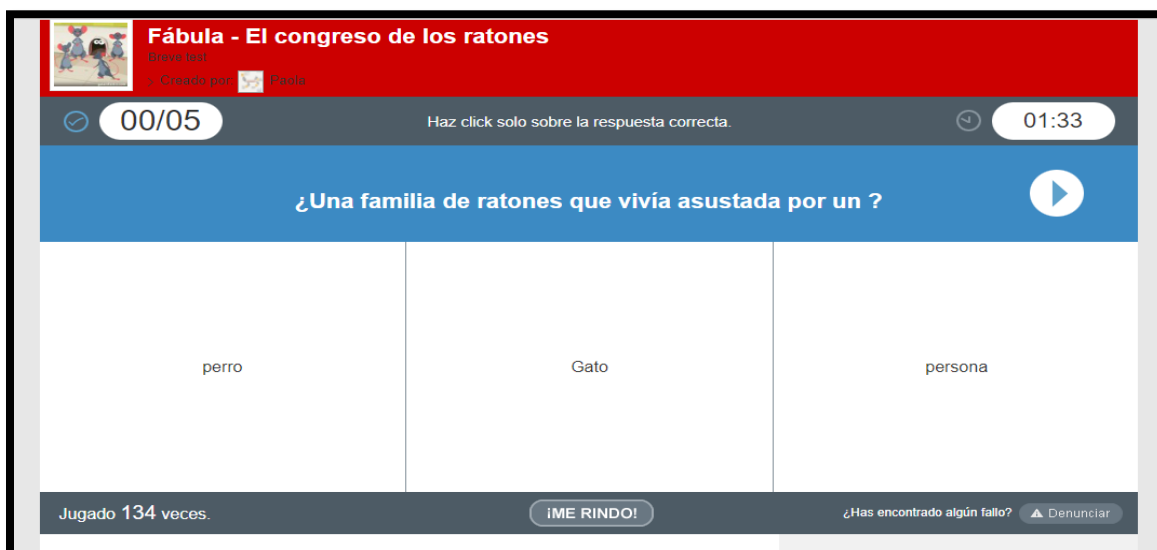 Fábula - El congreso de los ratones
Breve test
Creado por: Paola
00/05
Haz click solo sobre la respuesta correcta.
01:33
¿Una familia de ratones que vivía asustada por un ?
perro
Gato
persona
Jugado 134 veces.
¡ME RINDO!
¿Has encontrado algún fallo?
Denunciar